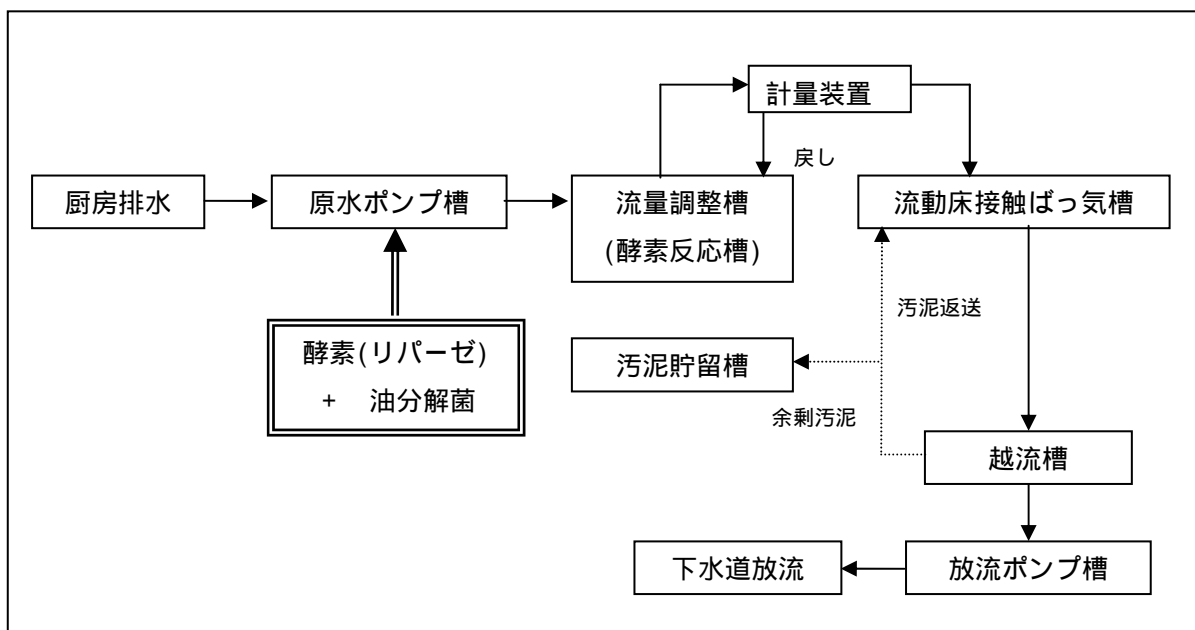 計量装置
戻し
厨房排水
原水ポンプ槽
流量調整槽
(酵素反応槽)
流動床接触ばっ気槽
酵素(リパーゼ)
+ 油分解菌
汚泥返送
汚泥貯留槽
余剰汚泥
越流槽
下水道放流
放流ポンプ槽